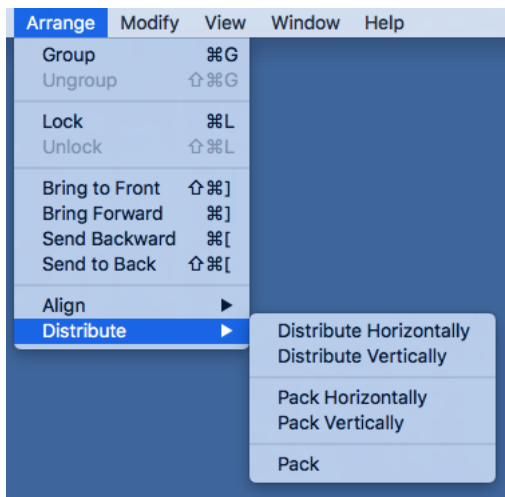 Arrange Modify View Window Help
Group ⌘G
Ungroup ⇧⌘G
Lock ⌘L
Unlock ⇧⌘L
Bring to Front ⇧⌘]
Bring Forward ⌘]
Send Backward ⌘[
Send to Back ⇧⌘[
Align ▶
Distribute ▶
Distribute Horizontally
Distribute Vertically
Pack Horizontally
Pack Vertically
Pack